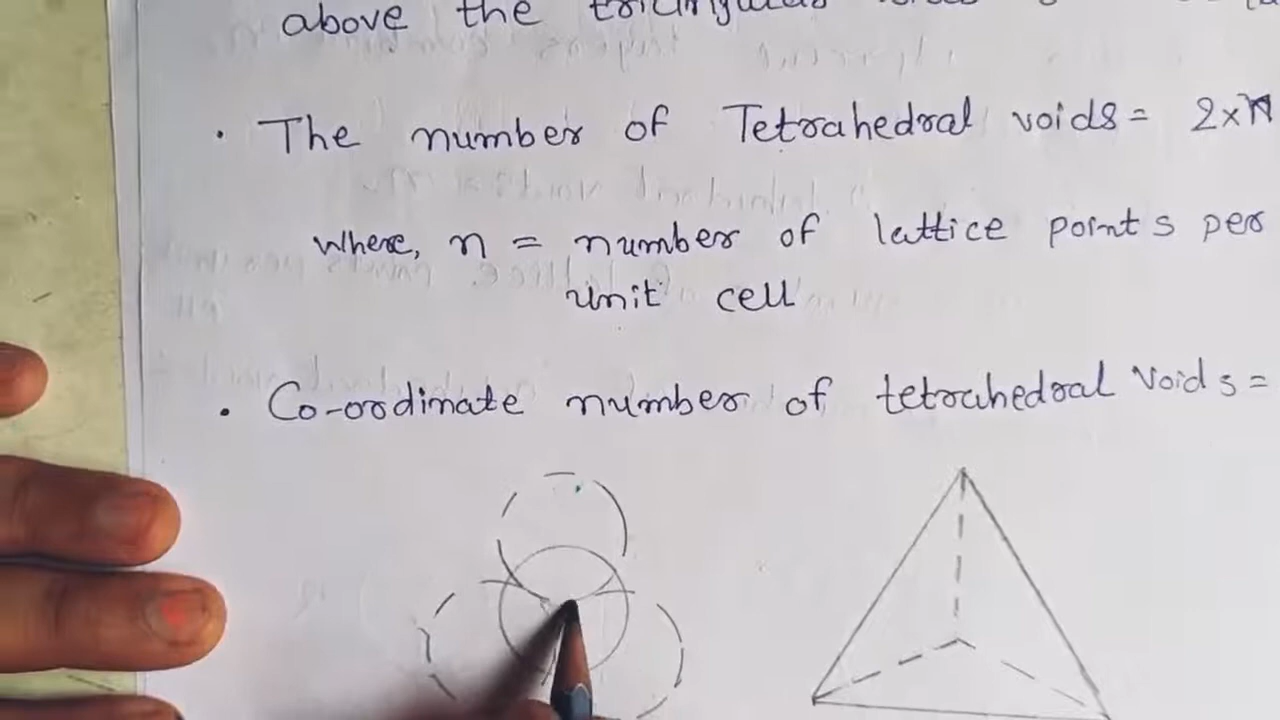 above the
• The number of Tetrahedral voids = 2×n
where, n = number of lattice points per
unit cell
• Co-ordinate number of tetrahedral voids =